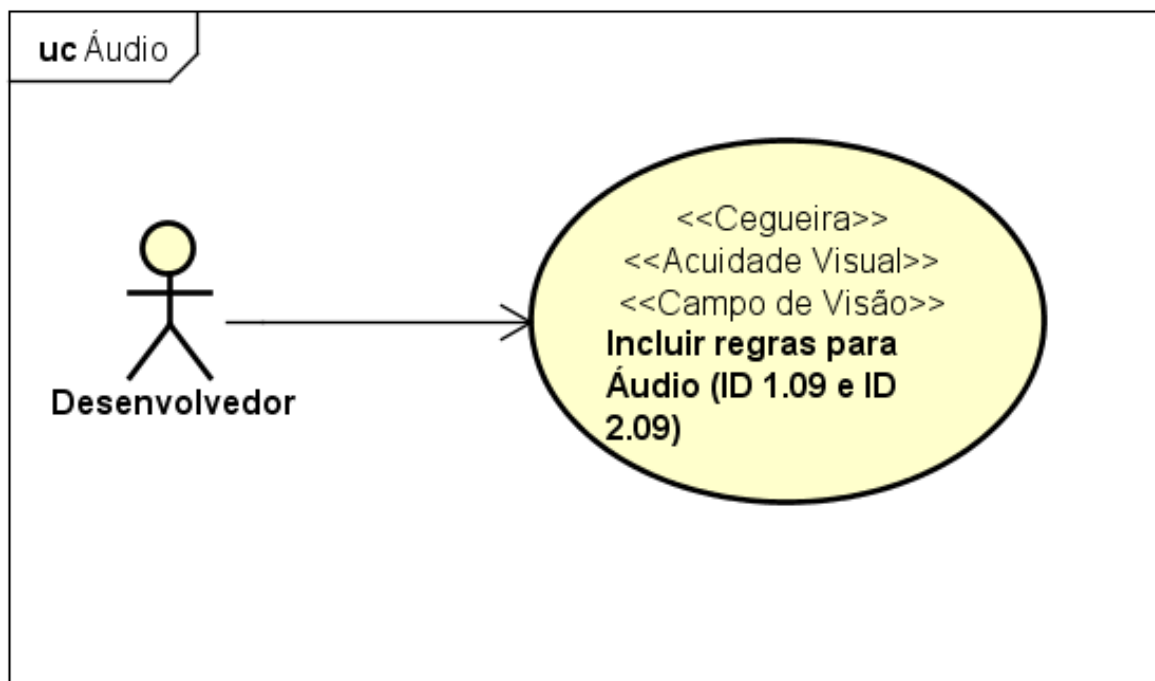 uc Áudio
<<Cegueira>>
<<Acuidade Visual>>
<<Campo de Visão>>
Incluir regras para
Áudio (ID 1.09 e ID
2.09)
Desenvolvedor